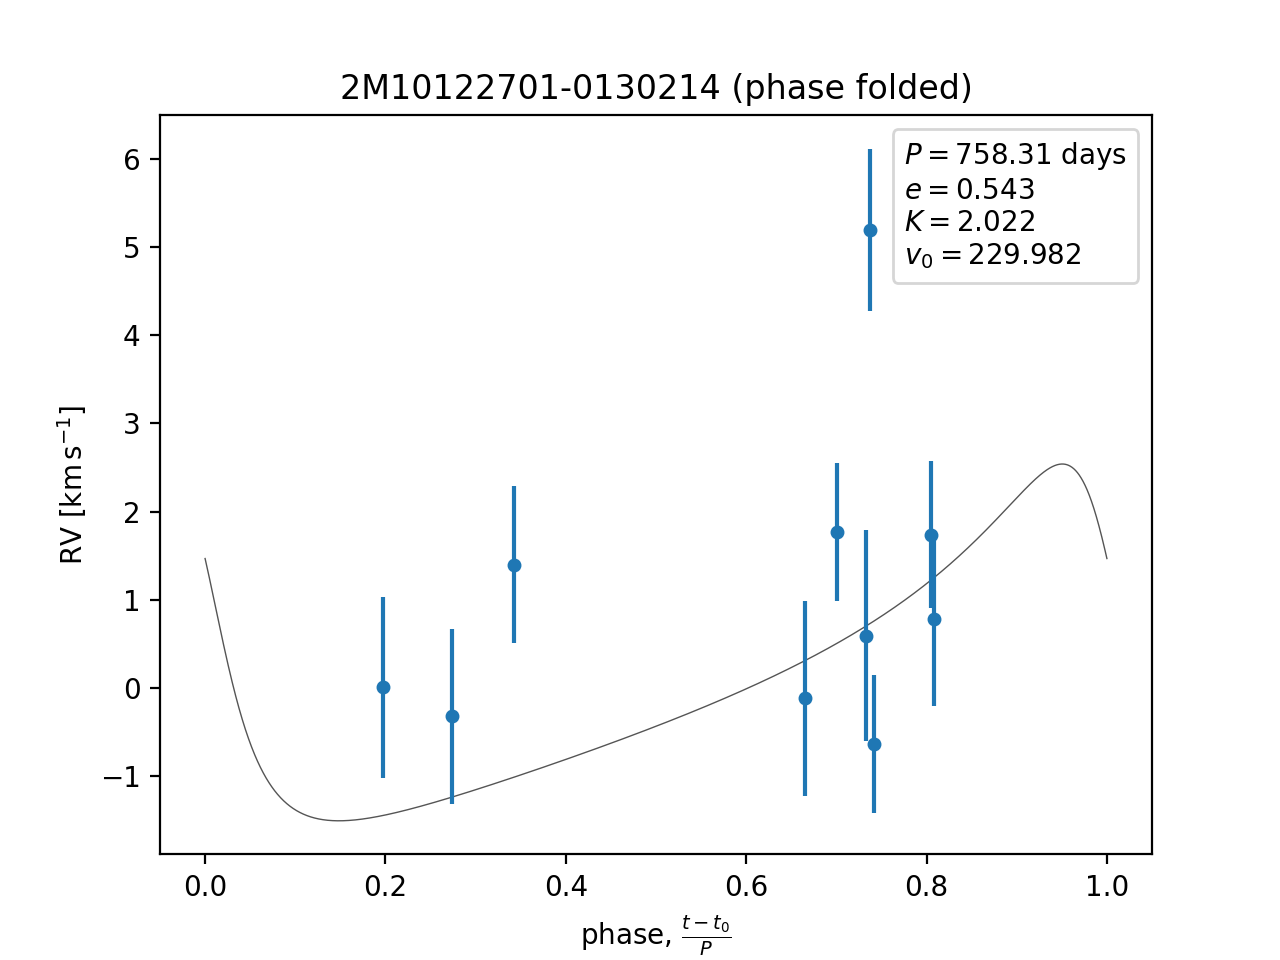 2M10122701-0130214 (phase folded)
P = 758.31 days
e = 0.543
K = 2.022
v₀ = 229.982
RV [km s⁻¹]
6
5
4
3
2
1
0
−1
0.0 0.2 0.4 0.6 0.8 1.0
phase, (t − t₀)/P